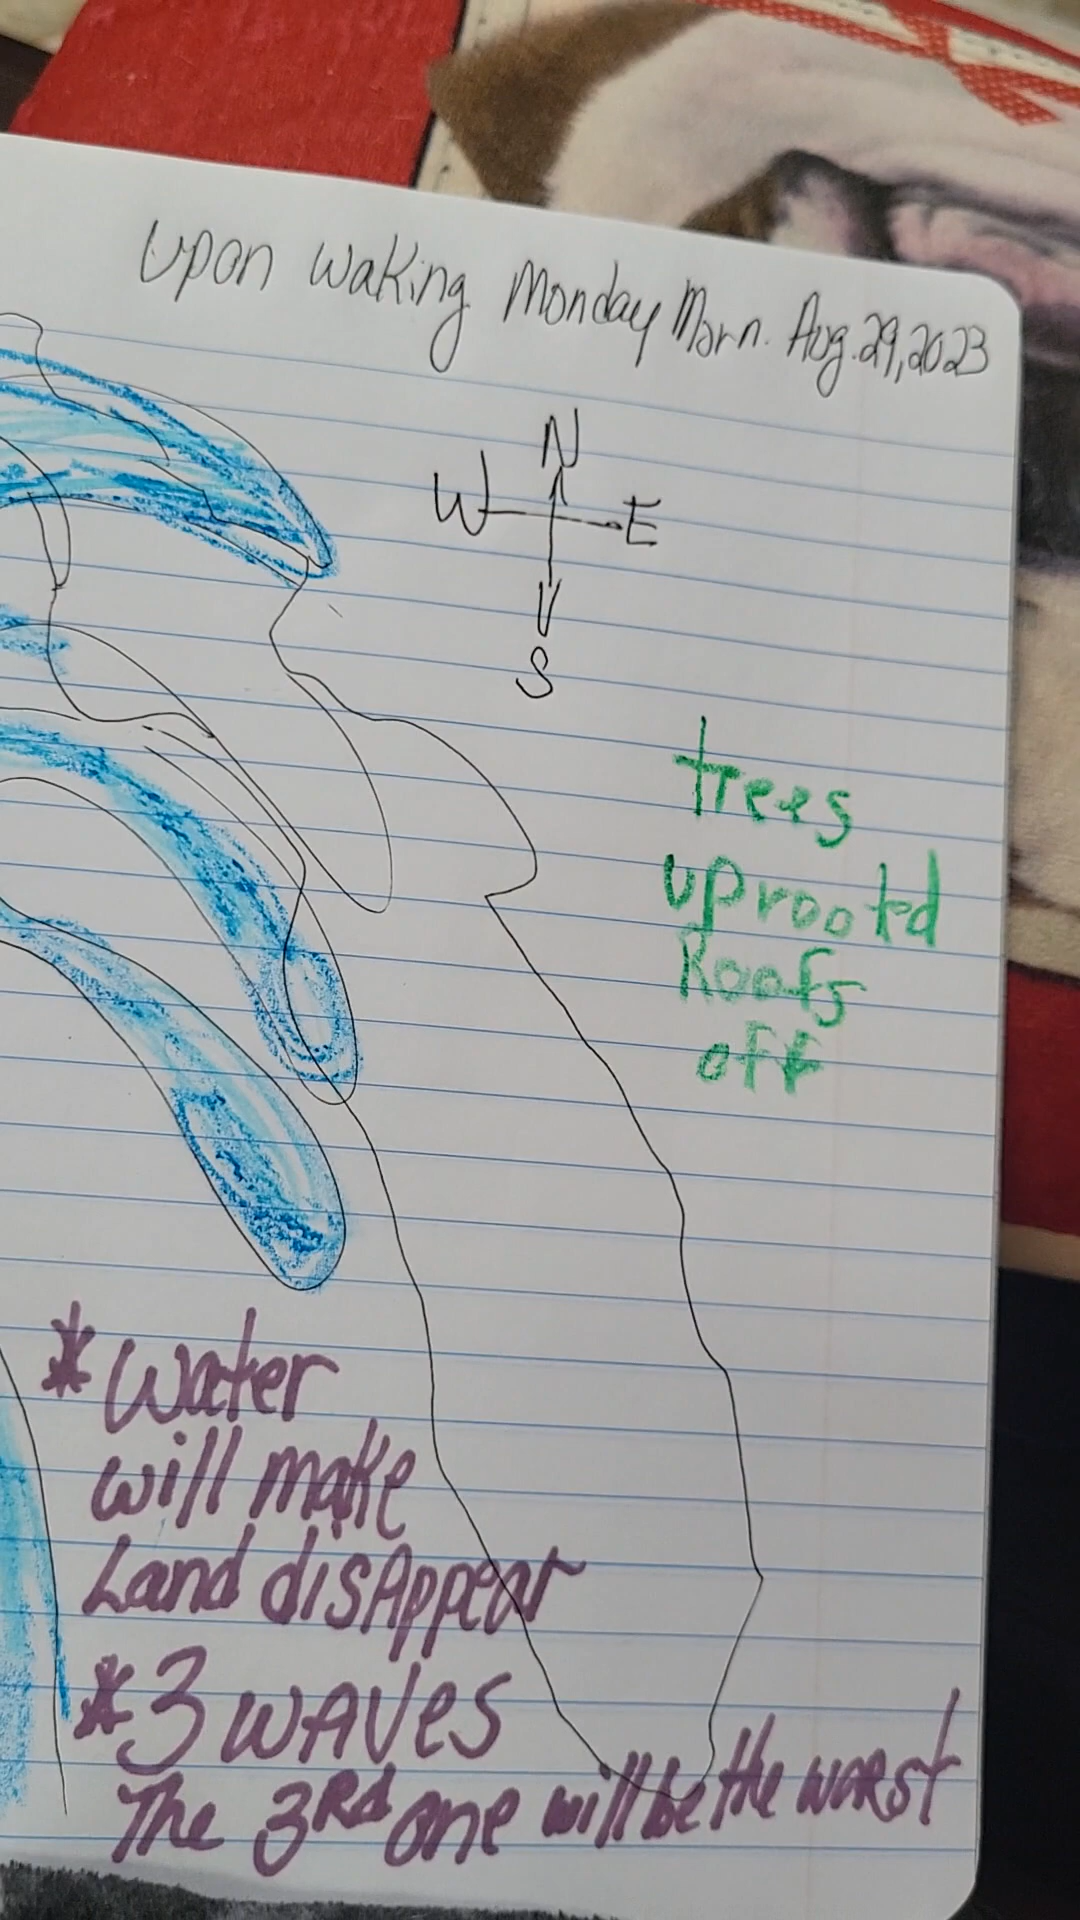 Upon waking Monday Morn. Aug. 29, 2023
N
W E
S
trees
uprooted
Roofs
off
* Water
will make
Land disAppear
* 3 WAVes
The 3Rd one will be the worst